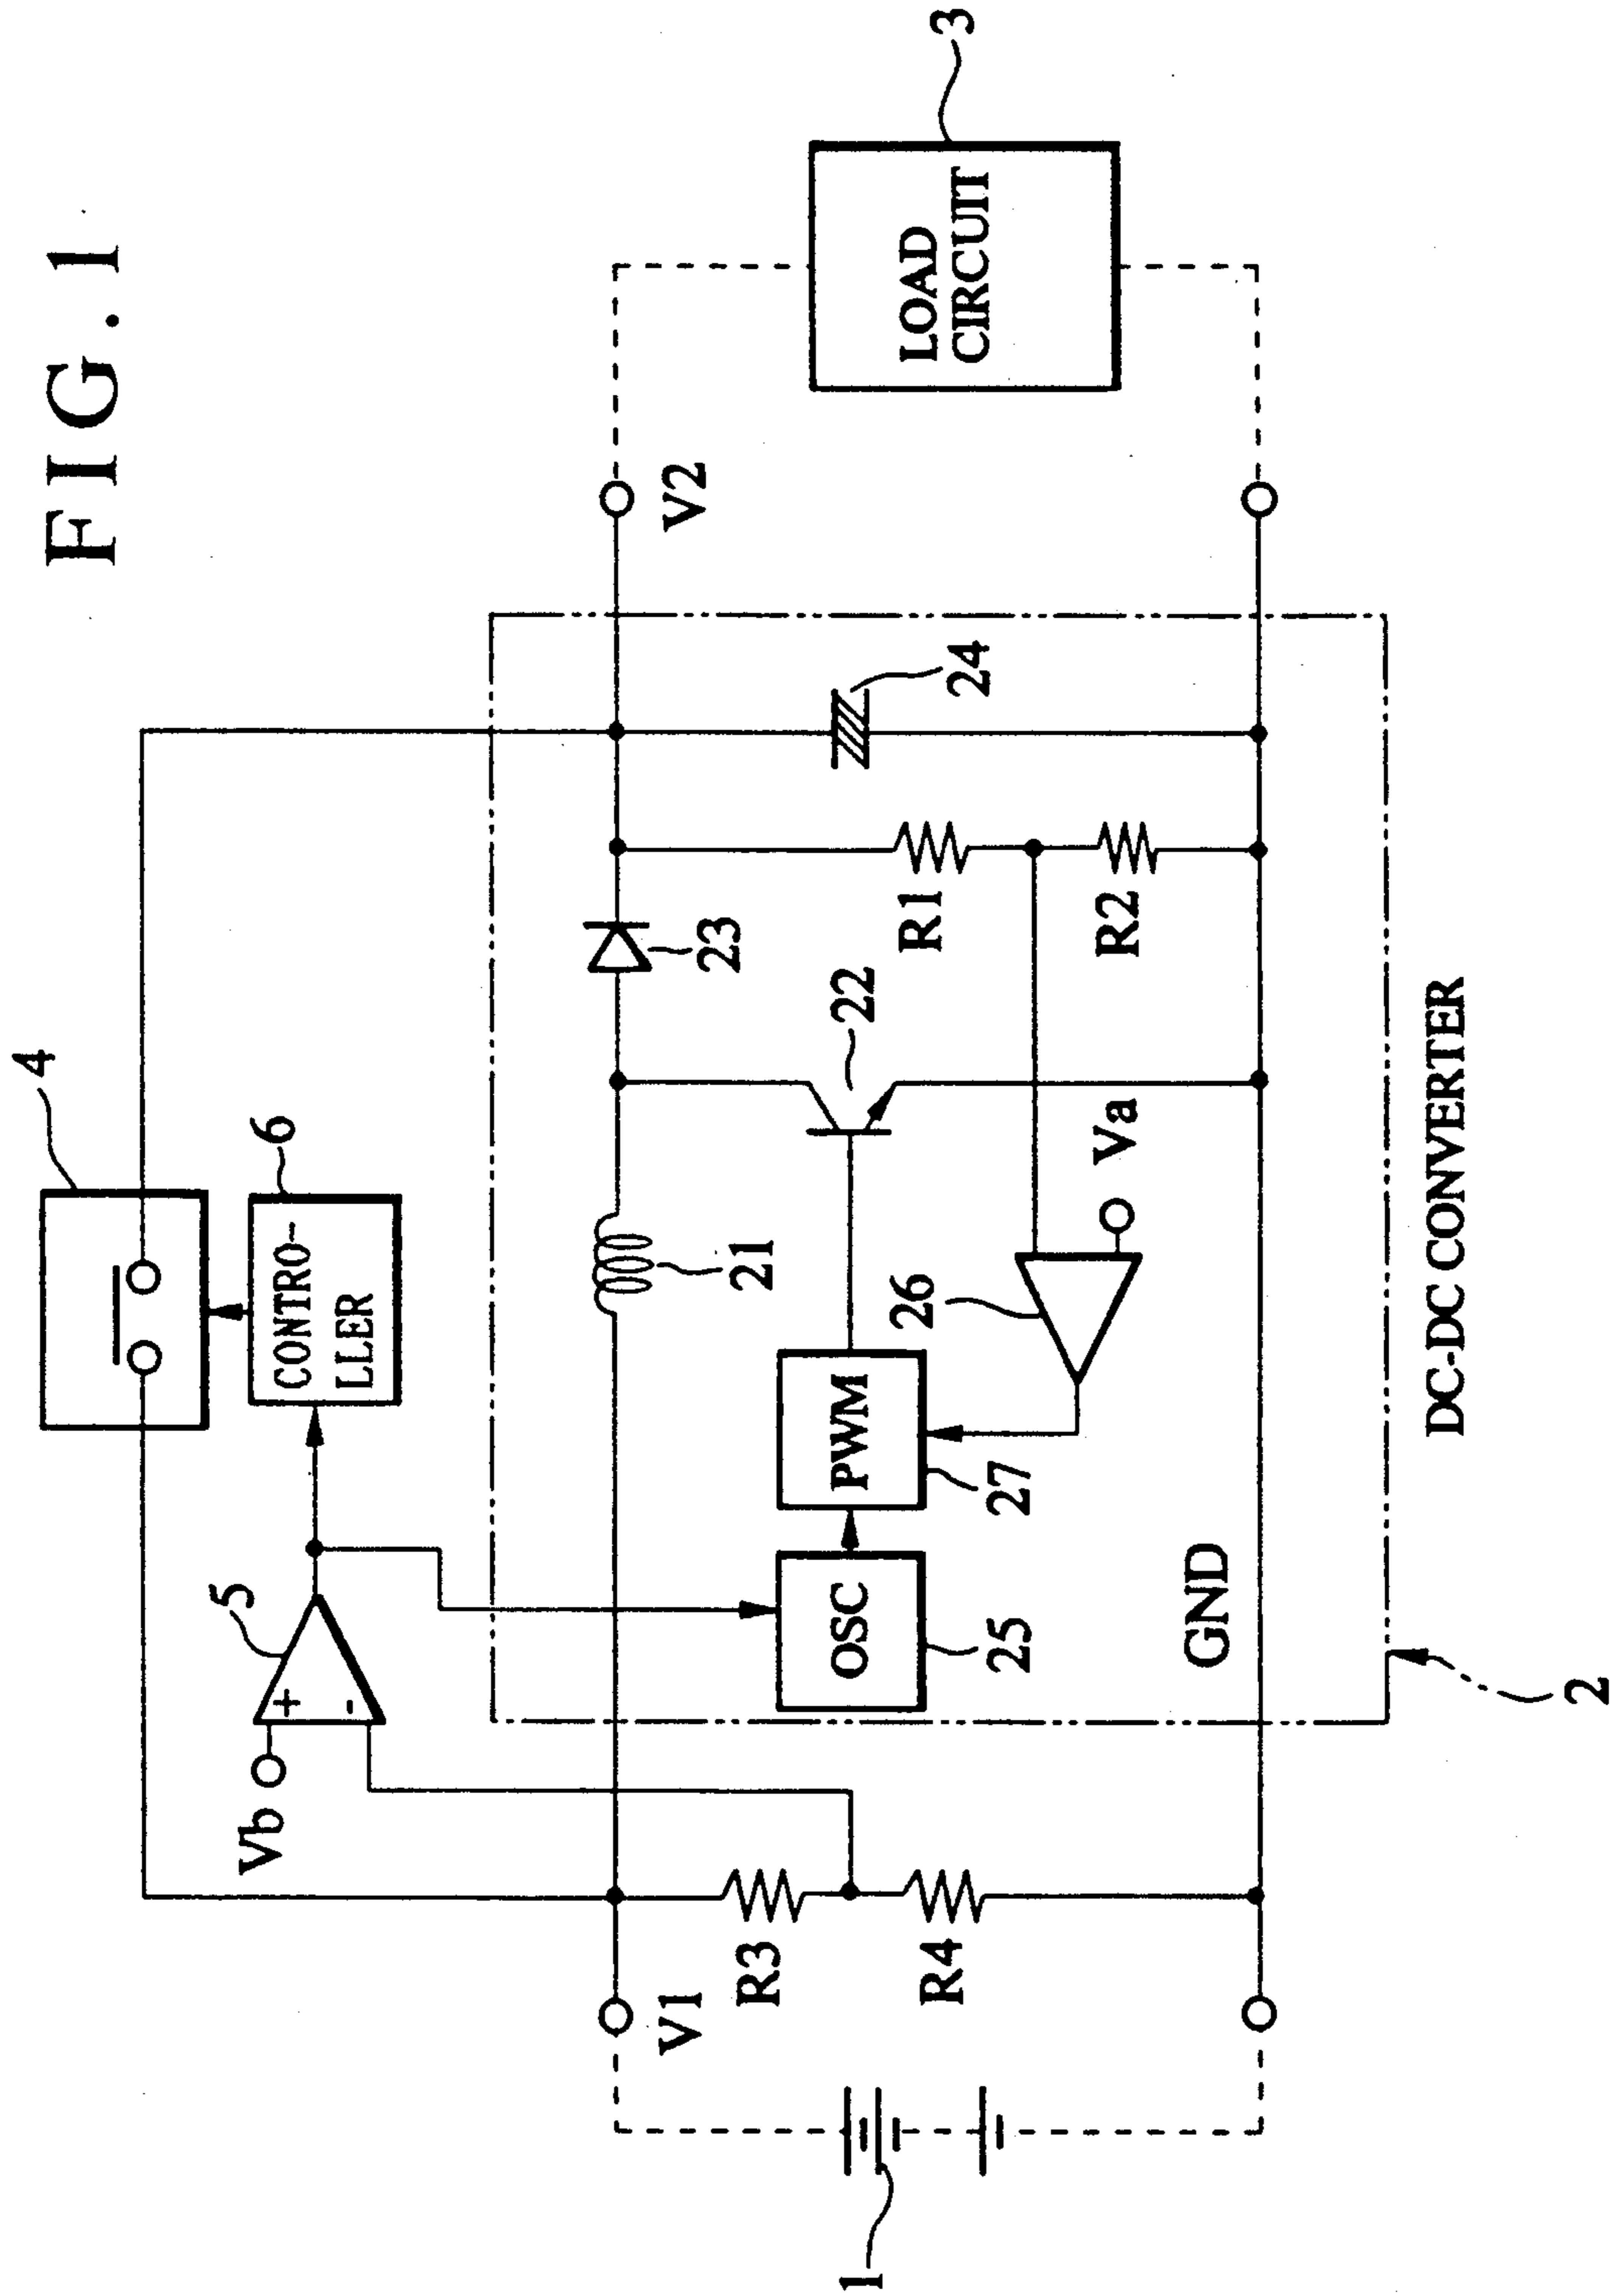 FIG.1
4
6
CONTRO-
LLER
5
+
-
Vb
V1
V2
3
LOAD
CIRCUIT
21
23
24
22
R1
R2
R3
R4
1
OSC
25
PWM
27
26
Va
GND
2
DC-DC CONVERTER